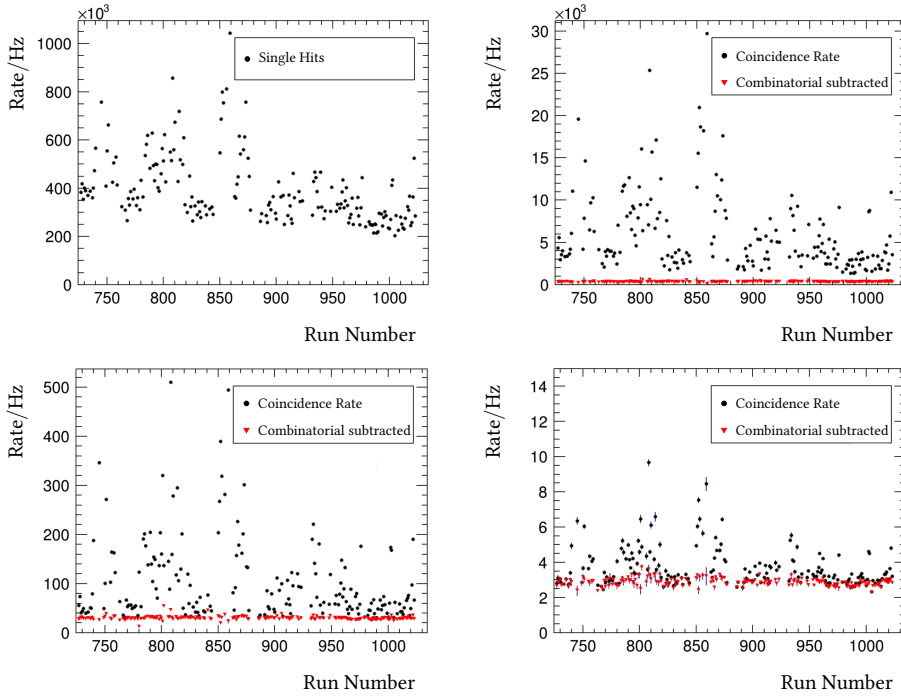 ×10³
Rate/Hz
1000
800
600
400
200
0
Single Hits
750 800 850 900 950 1000
Run Number
×10³
Rate/Hz
30
25
20
15
10
5
0
Coincidence Rate
Combinatorial subtracted
750 800 850 900 950 1000
Run Number
Rate/Hz
500
400
300
200
100
0
Coincidence Rate
Combinatorial subtracted
750 800 850 900 950 1000
Run Number
Rate/Hz
14
12
10
8
6
4
2
0
Coincidence Rate
Combinatorial subtracted
750 800 850 900 950 1000
Run Number